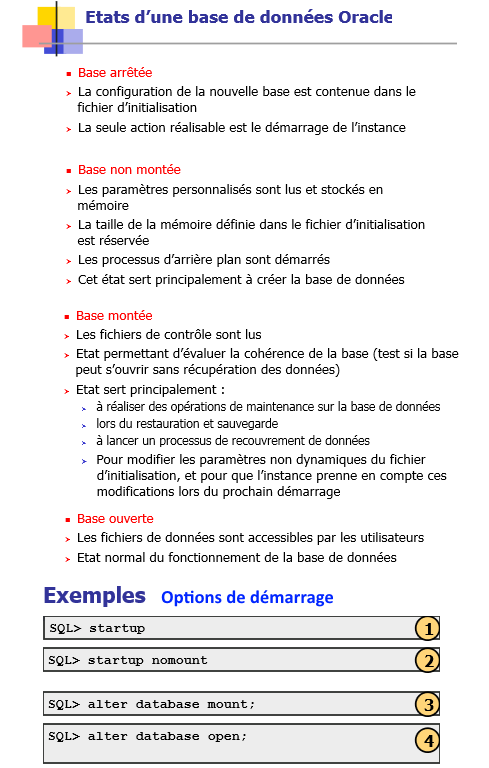 Etats d’une base de données Oracle
Base arrêtée
La configuration de la nouvelle base est contenue dans le
fichier d’initialisation
La seule action réalisable est le démarrage de l’instance
Base non montée
Les paramètres personnalisés sont lus et stockés en
mémoire
La taille de la mémoire définie dans le fichier d’initialisation
est réservée
Les processus d’arrière plan sont démarrés
Cet état sert principalement à créer la base de données
Base montée
Les fichiers de contrôle sont lus
Etat permettant d’évaluer la cohérence de la base (test si la base
peut s’ouvrir sans récupération des données)
Etat sert principalement :
à réaliser des opérations de maintenance sur la base de données
lors du restauration et sauvegarde
à lancer un processus de recouvrement de données
Pour modifier les paramètres non dynamiques du fichier
d’initialisation, et pour que l’instance prenne en compte ces
modifications lors du prochain démarrage
Base ouverte
Les fichiers de données sont accessibles par les utilisateurs
Etat normal du fonctionnement de la base de données
Exemples Options de démarrage
SQL> startup 1
SQL> startup nomount 2
SQL> alter database mount; 3
SQL> alter database open; 4